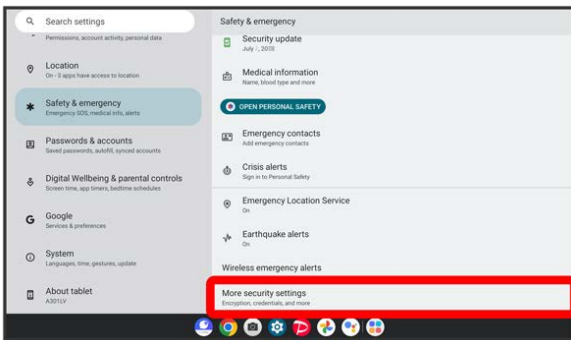 Search settings
Permissions, account activity, personal data
Location
On - 3 apps have access to location
Safety & emergency
Emergency SOS, medical info, alerts
Passwords & accounts
Saved passwords, autofill, synced accounts
Digital Wellbeing & parental controls
Screen time, app timers, bedtime schedules
Google
Services & preferences
System
Languages, time, gestures, update
About tablet
A301LV
Safety & emergency
Security update
Medical information
Name, blood type and more
OPEN PERSONAL SAFETY
Emergency contacts
Add emergency contacts
Crisis alerts
Sign in to Personal Safety
Emergency Location Service
On
Earthquake alerts
On
Wireless emergency alerts
More security settings
Encryption, credentials, and more